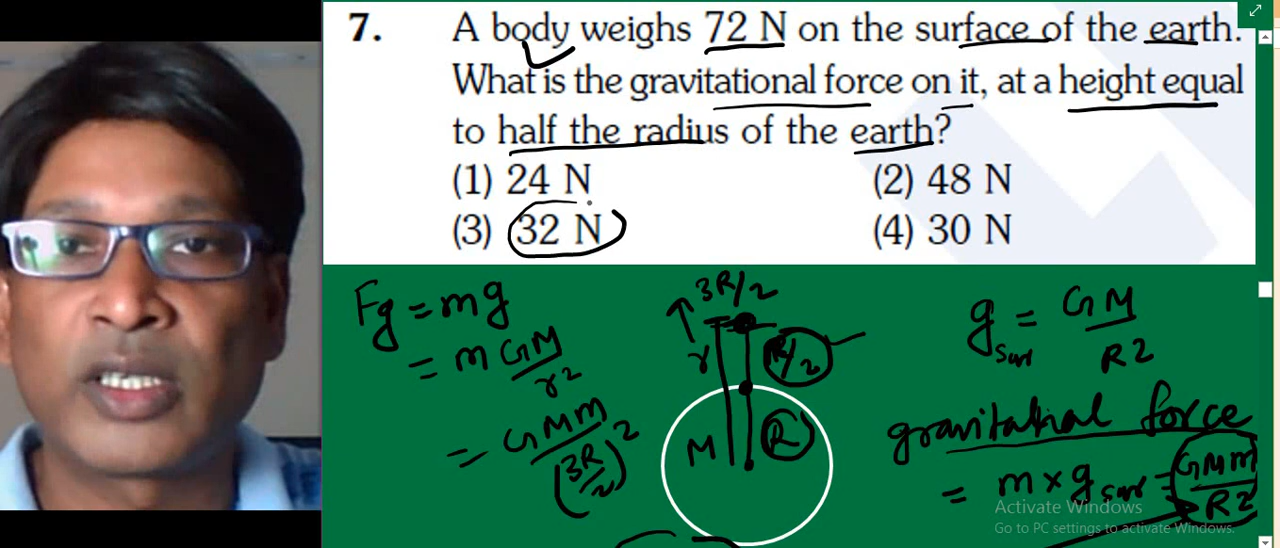 7. A body weighs 72 N on the surface of the earth.
What is the gravitational force on it, at a height equal
to half the radius of the earth?
(1) 24 N (2) 48 N
(3) 32 N (4) 30 N
Fg = mg
= m GM/r2
= GMm/(3R/2)2
3R/2
r
R/2
M
R
g surf = GM/R2
gravitatial force
= m x g surf = GMm/R2
Activate Windows
Go to PC settings to activate Windows.